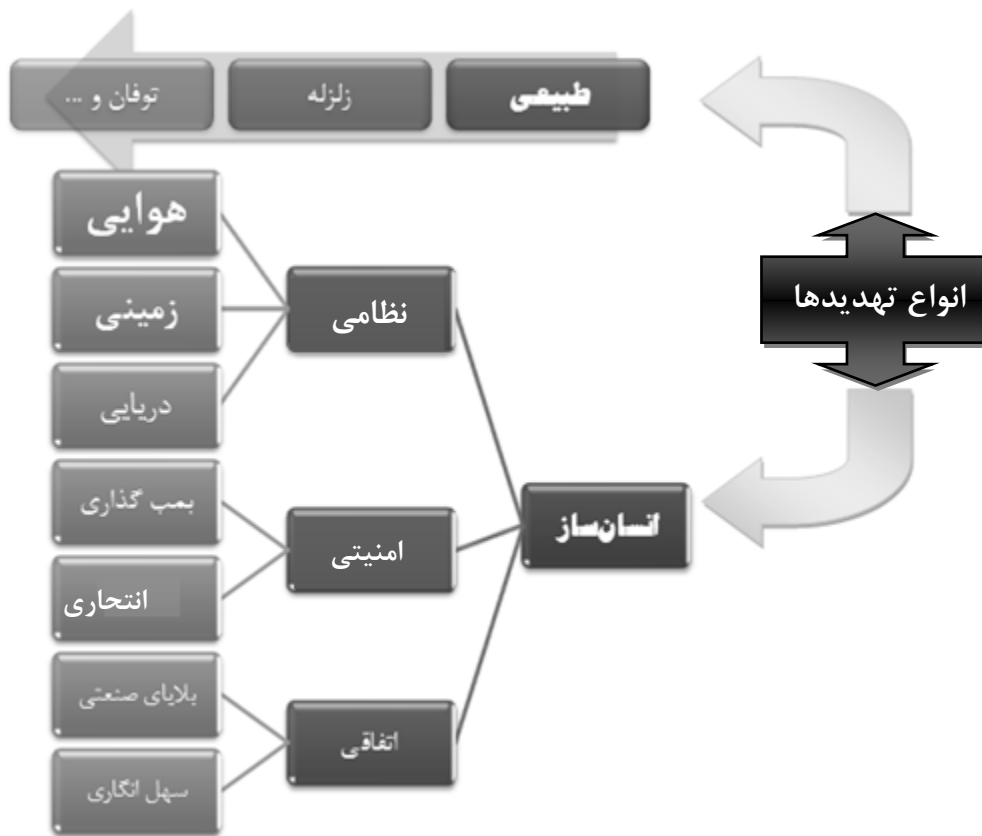 انواع تهدیدها
طبیعی
زلزله
توفان و ...
انسان‌ساز
نظامی
هوایی
زمینی
دریایی
امنیتی
بمب گذاری
انتحاری
اتفاقی
بلایای صنعتی
سهل انگاری